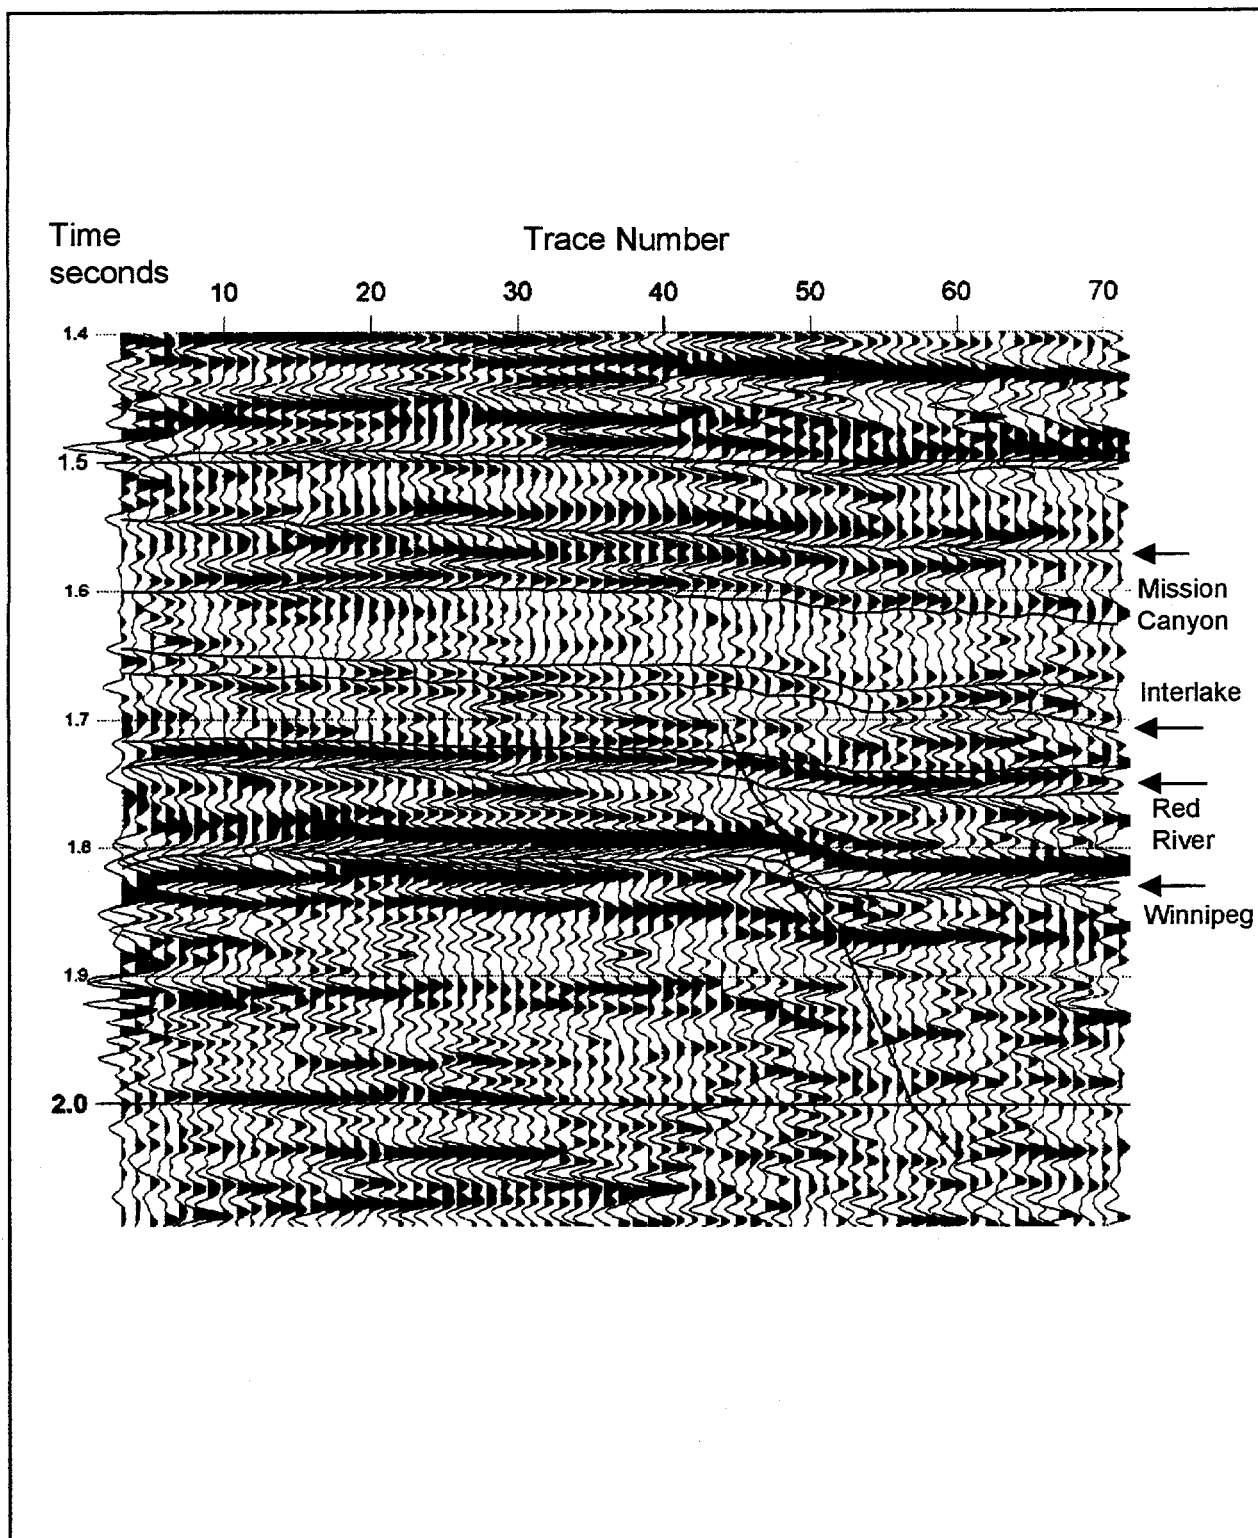 Time
seconds
Trace Number
10 20 30 40 50 60 70
1.4
1.5
1.6
1.7
1.8
1.9
2.0
Mission
Canyon
Interlake
Red
River
Winnipeg